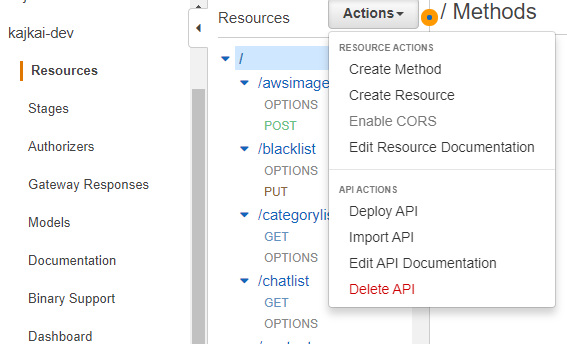 kajkai-dev
Resources
Stages
Authorizers
Gateway Responses
Models
Documentation
Binary Support
Dashboard
Resources
Actions
/ Methods
/
/awsimage
OPTIONS
POST
/blacklist
OPTIONS
PUT
/categorylis
GET
OPTIONS
/chatlist
GET
OPTIONS
RESOURCE ACTIONS
Create Method
Create Resource
Enable CORS
Edit Resource Documentation
API ACTIONS
Deploy API
Import API
Edit API Documentation
Delete API